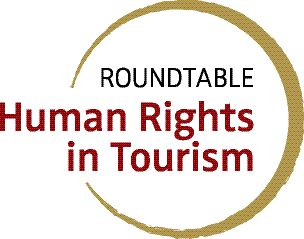 ROUNDTABLE
Human Rights
in Tourism